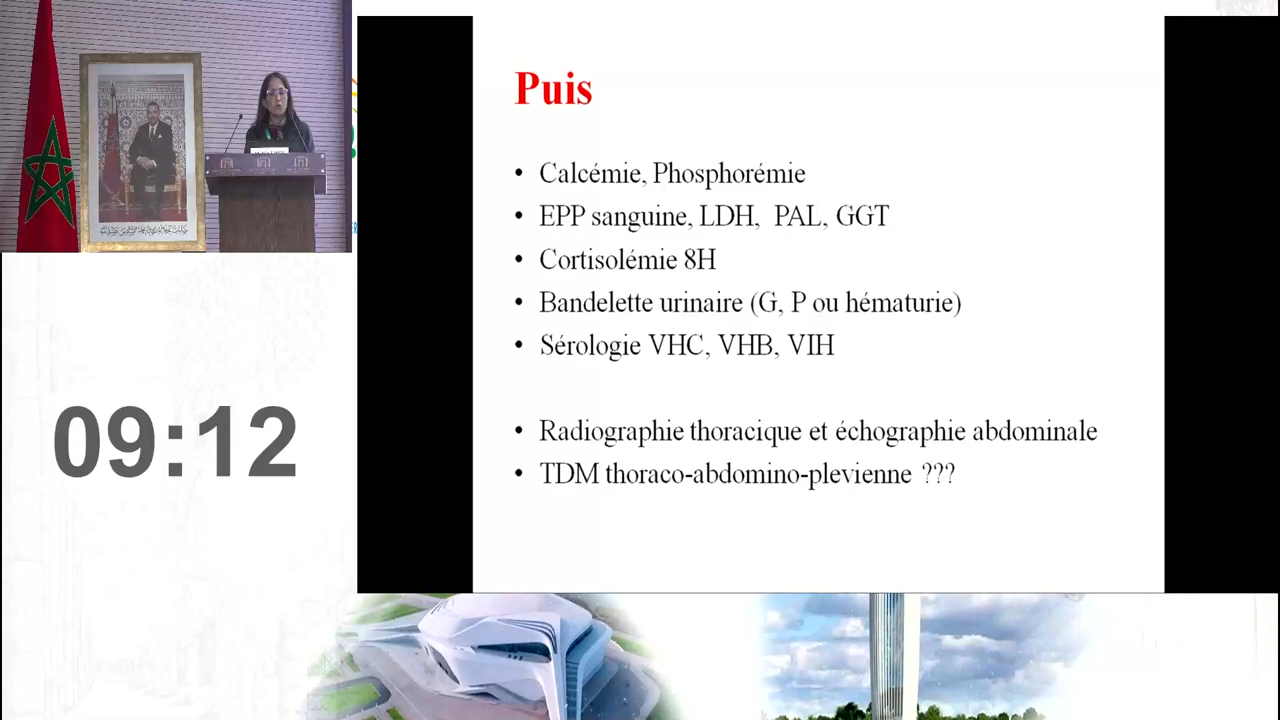 Puis
• Calcémie, Phosphorémie
• EPP sanguine, LDH, PAL, GGT
• Cortisolémie 8H
• Bandelette urinaire (G, P ou hématurie)
• Sérologie VHC, VHB, VIH
• Radiographie thoracique et échographie abdominale
• TDM thoraco-abdomino-plevienne ???
09:12